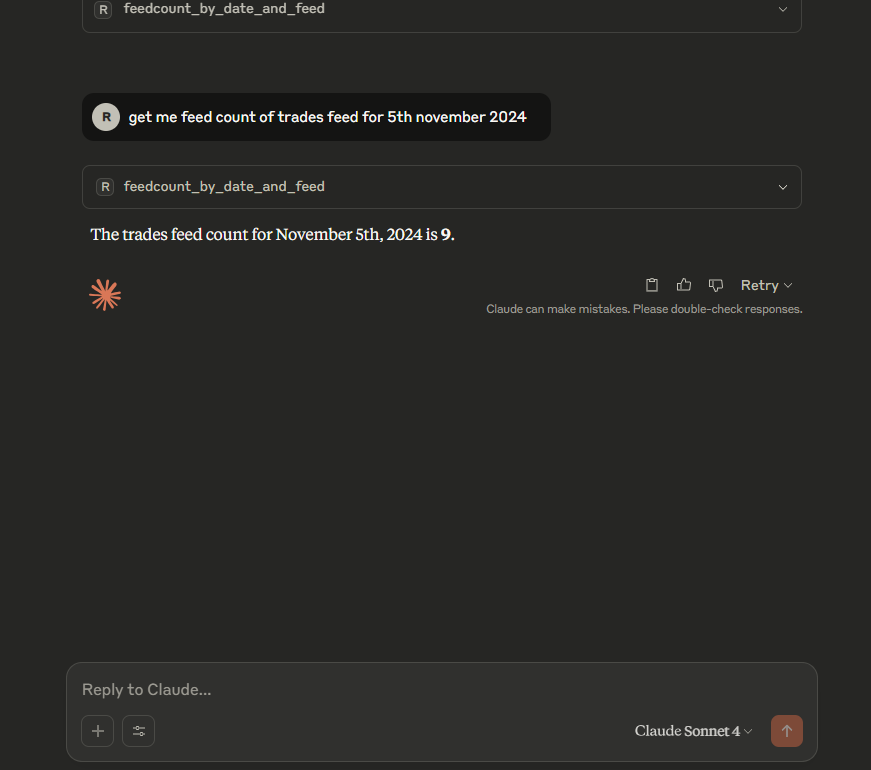 R feedcount_by_date_and_feed
R get me feed count of trades feed for 5th november 2024
R feedcount_by_date_and_feed
The trades feed count for November 5th, 2024 is 9.
Retry
Claude can make mistakes. Please double-check responses.
Reply to Claude...
Claude Sonnet 4